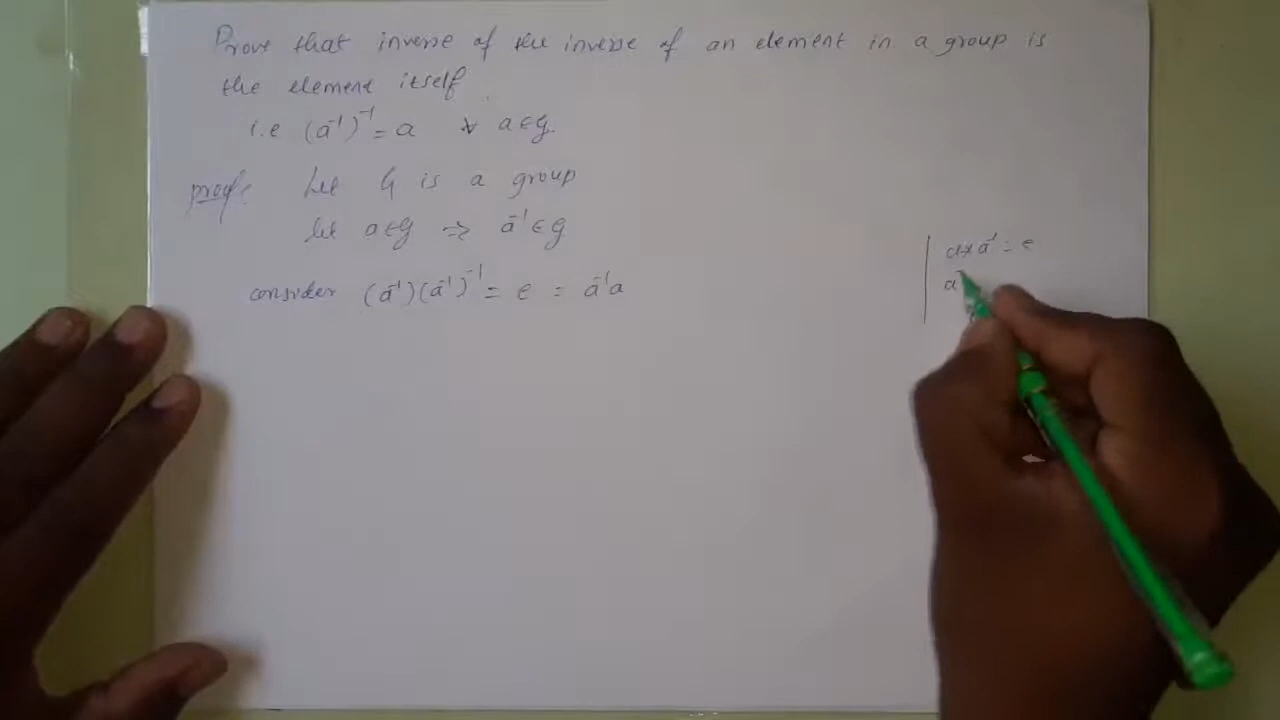 Prove that inverse of the inverse of an element in a group is
the element itself
i.e (a⁻¹)⁻¹ = a ∀ a∈G.
proof: Let G is a group
let a∈G ⇒ a⁻¹∈G
consider (a⁻¹)(a⁻¹)⁻¹ = e = a⁻¹a
a*a⁻¹ = e
a⁻